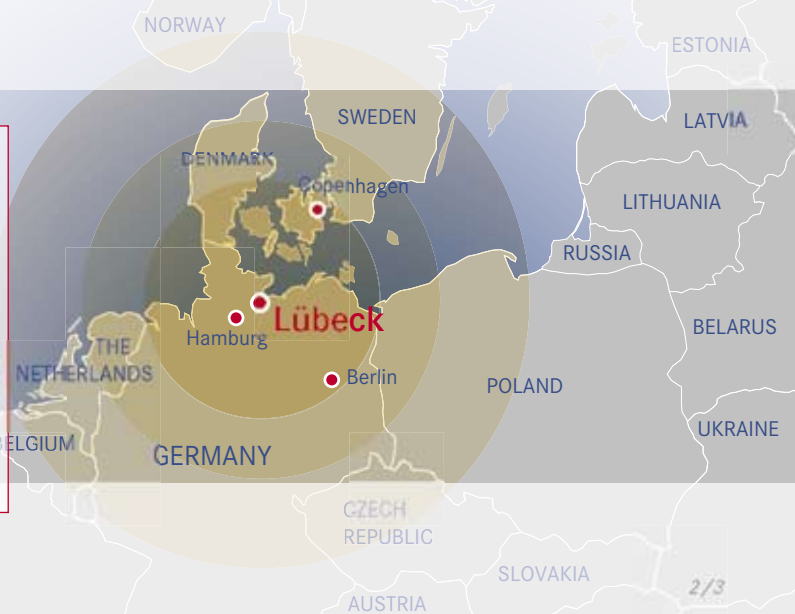 NORWAY
ESTONIA
SWEDEN
LATVIA
DENMARK
Copenhagen
LITHUANIA
RUSSIA
Lübeck
Hamburg
BELARUS
THE
NETHERLANDS
Berlin
POLAND
UKRAINE
BELGIUM
GERMANY
CZECH
REPUBLIC
SLOVAKIA
2/3
AUSTRIA